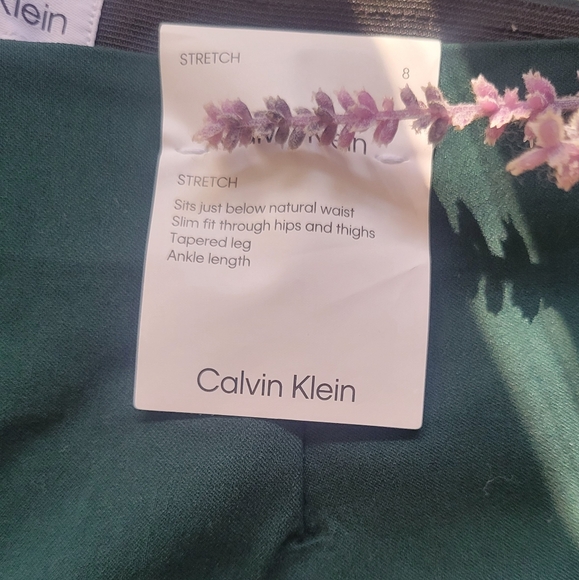 Klein
STRETCH
8
STRETCH
Sits just below natural waist
Slim fit through hips and thighs
Tapered leg
Ankle length
Calvin Klein